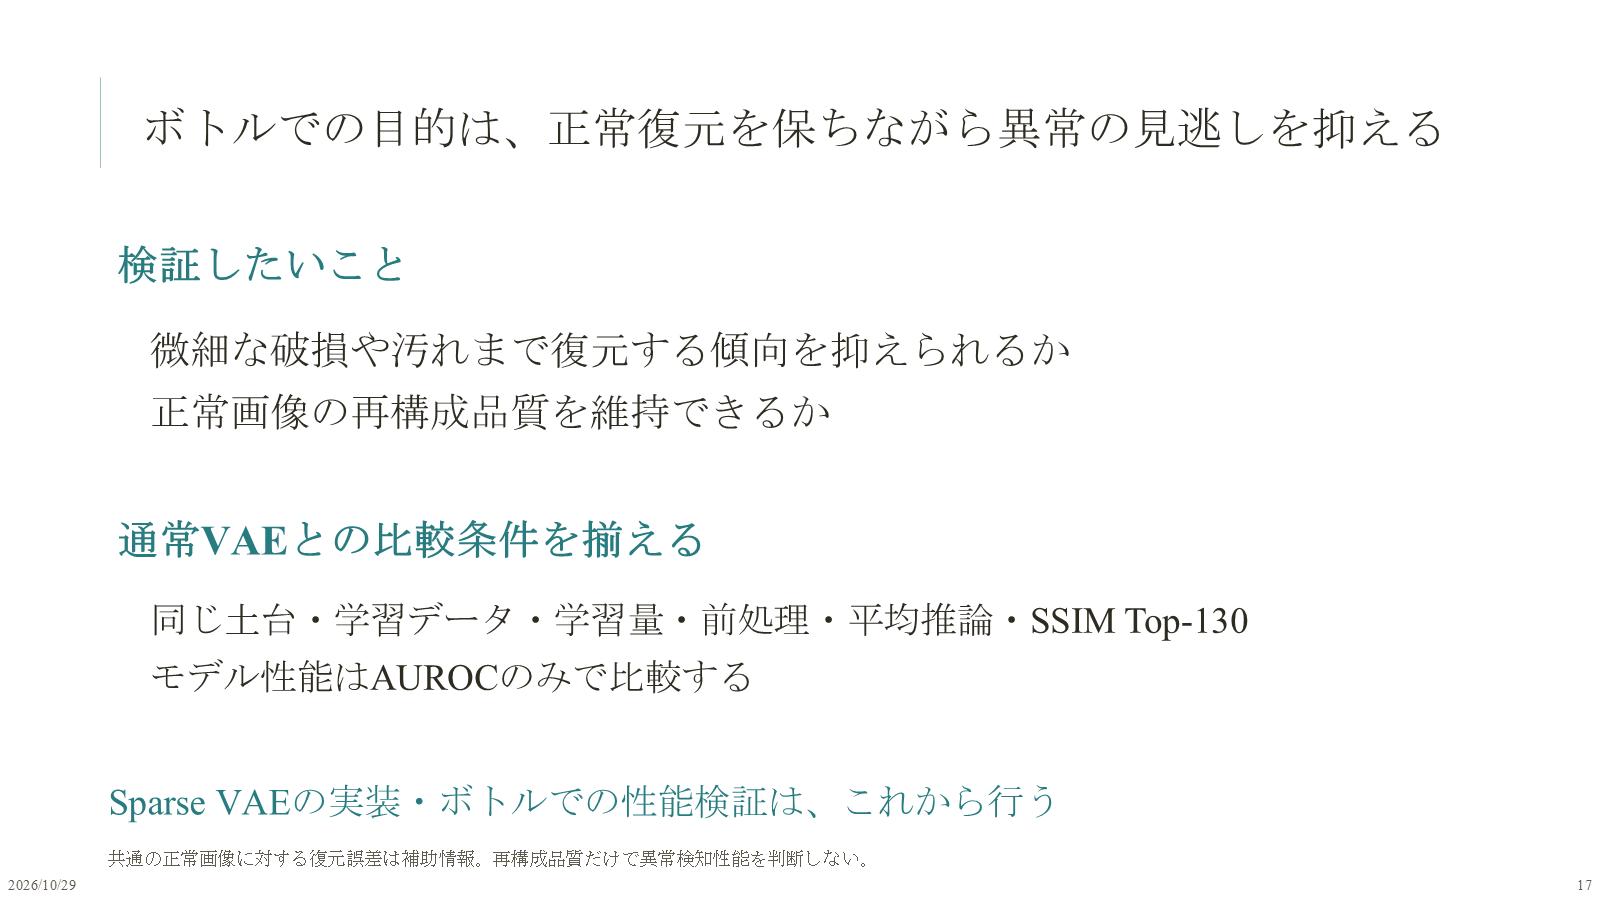 ボトルでの目的は、正常復元を保ちながら異常の見逃しを抑える
検証したいこと
微細な破損や汚れまで復元する傾向を抑えられるか
正常画像の再構成品質を維持できるか
通常VAEとの比較条件を揃える
同じ土台・学習データ・学習量・前処理・平均推論・SSIM Top-130
モデル性能はAUROCのみで比較する
Sparse VAEの実装・ボトルでの性能検証は、これから行う
共通の正常画像に対する復元誤差は補助情報。再構成品質だけで異常検知性能を判断しない。
2026/10/29
17